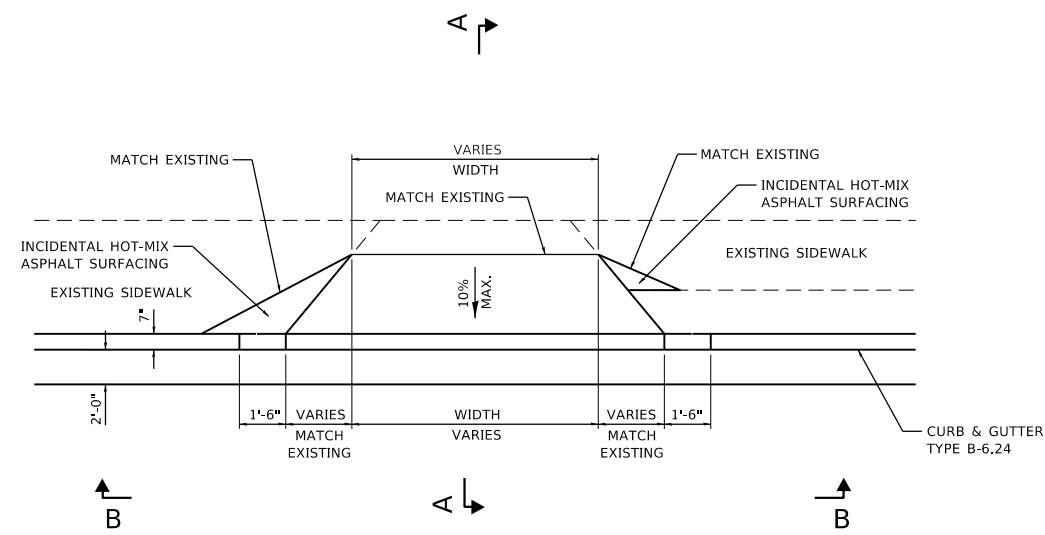 A
VARIES
WIDTH
MATCH EXISTING
MATCH EXISTING
MATCH EXISTING
INCIDENTAL HOT-MIX
ASPHALT SURFACING
INCIDENTAL HOT-MIX
ASPHALT SURFACING
EXISTING SIDEWALK
EXISTING SIDEWALK
10%
MAX.
7"
2'-0"
1'-6"
VARIES
MATCH
EXISTING
WIDTH
VARIES
VARIES
MATCH
EXISTING
1'-6"
CURB & GUTTER
TYPE B-6.24
B
A
B